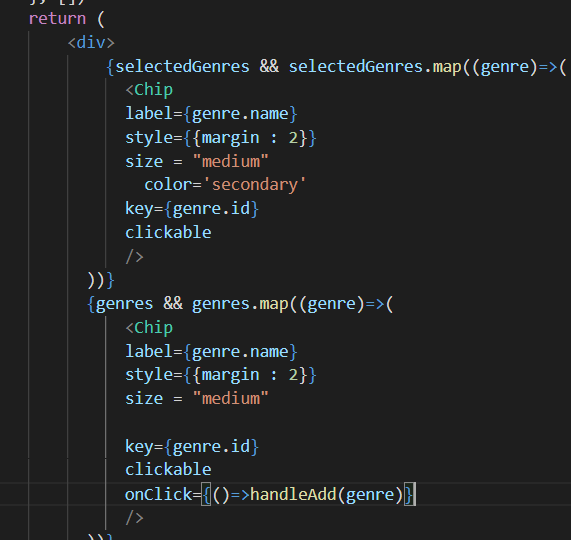 }, [])
return (
<div>
{selectedGenres && selectedGenres.map((genre)=>(
<Chip
label={genre.name}
style={{margin : 2}}
size = "medium"
color='secondary'
key={genre.id}
clickable
/>
))}
{genres && genres.map((genre)=>(
<Chip
label={genre.name}
style={{margin : 2}}
size = "medium"
key={genre.id}
clickable
onClick={()=>handleAdd(genre)}
/>
))}